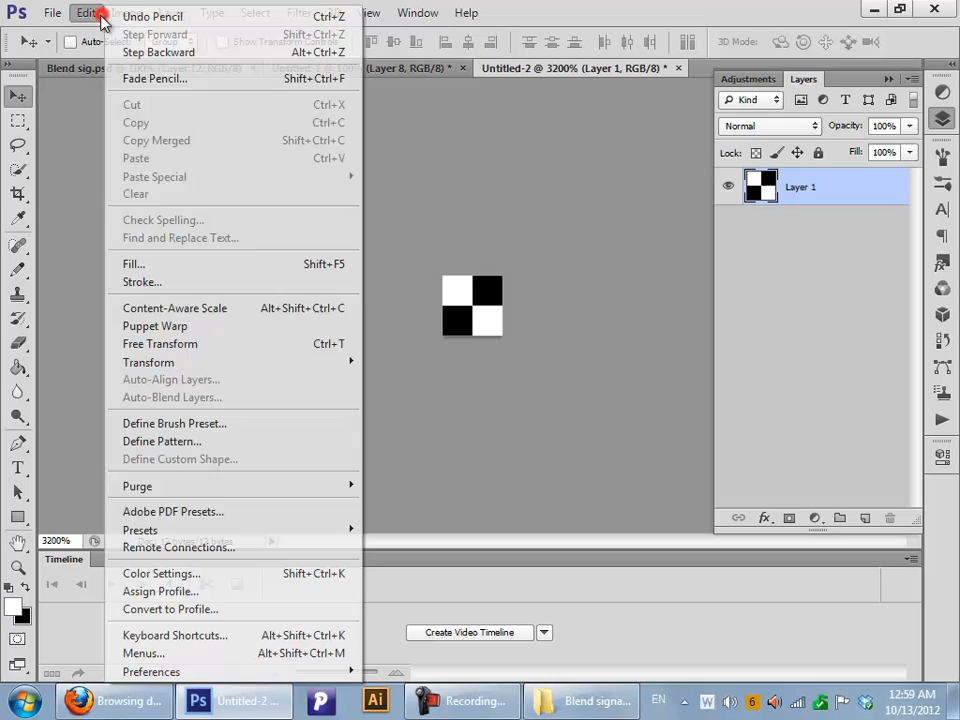 Ps File Edit Image Layer Type Select Filter View Window Help
Auto-Select: Group Show Transform Controls 3D Mode:
Blend sig.psd (Layer 8, RGB/8) * × Untitled-2 @ 3200% (Layer 1, RGB/8) * ×
Undo Pencil Ctrl+Z
Step Forward Shift+Ctrl+Z
Step Backward Alt+Ctrl+Z
Fade Pencil... Shift+Ctrl+F
Cut Ctrl+X
Copy Ctrl+C
Copy Merged Shift+Ctrl+C
Paste Ctrl+V
Paste Special
Clear
Check Spelling...
Find and Replace Text...
Fill... Shift+F5
Stroke...
Content-Aware Scale Alt+Shift+Ctrl+C
Puppet Warp
Free Transform Ctrl+T
Transform
Auto-Align Layers...
Auto-Blend Layers...
Define Brush Preset...
Define Pattern...
Define Custom Shape...
Purge
Adobe PDF Presets...
Presets
Remote Connections...
Color Settings... Shift+Ctrl+K
Assign Profile...
Convert to Profile...
Keyboard Shortcuts... Alt+Shift+Ctrl+K
Menus... Alt+Shift+Ctrl+M
Preferences
Adjustments Layers
Kind
Normal Opacity: 100%
Lock: Fill: 100%
Layer 1
fx
3200%
Timeline
Create Video Timeline
Browsing d... Ps Untitled-2 ... Ai Recording... Blend signa... EN
12:59 AM
10/13/2012